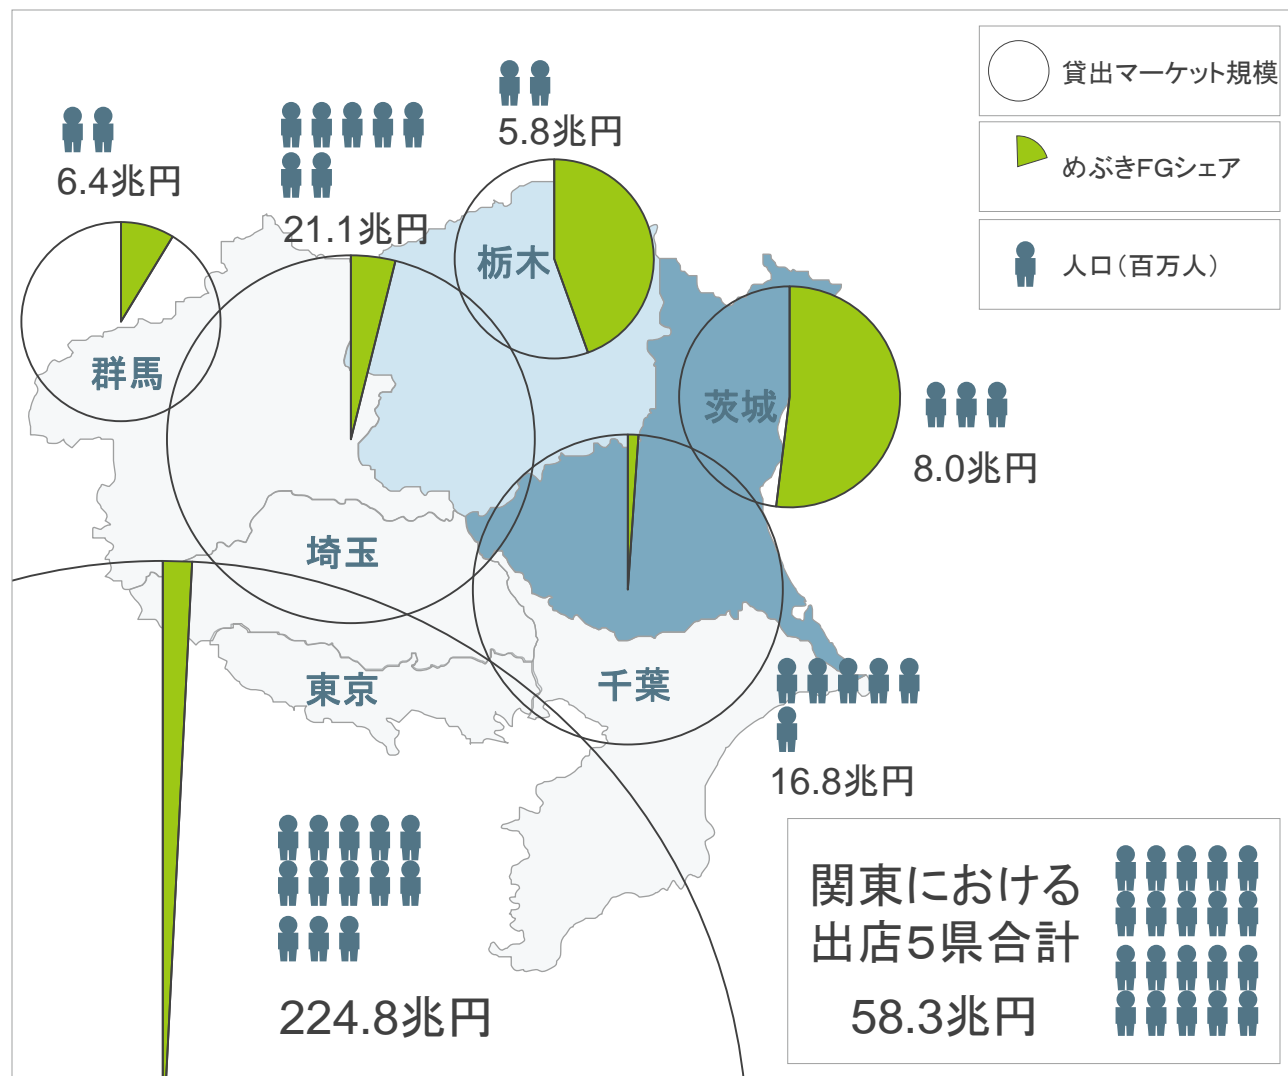 貸出マーケット規模
めぶきFGシェア
人口(百万人)
5.8兆円
6.4兆円
21.1兆円
栃木
群馬
茨城
8.0兆円
埼玉
東京
千葉
16.8兆円
224.8兆円
関東における
出店5県合計
58.3兆円